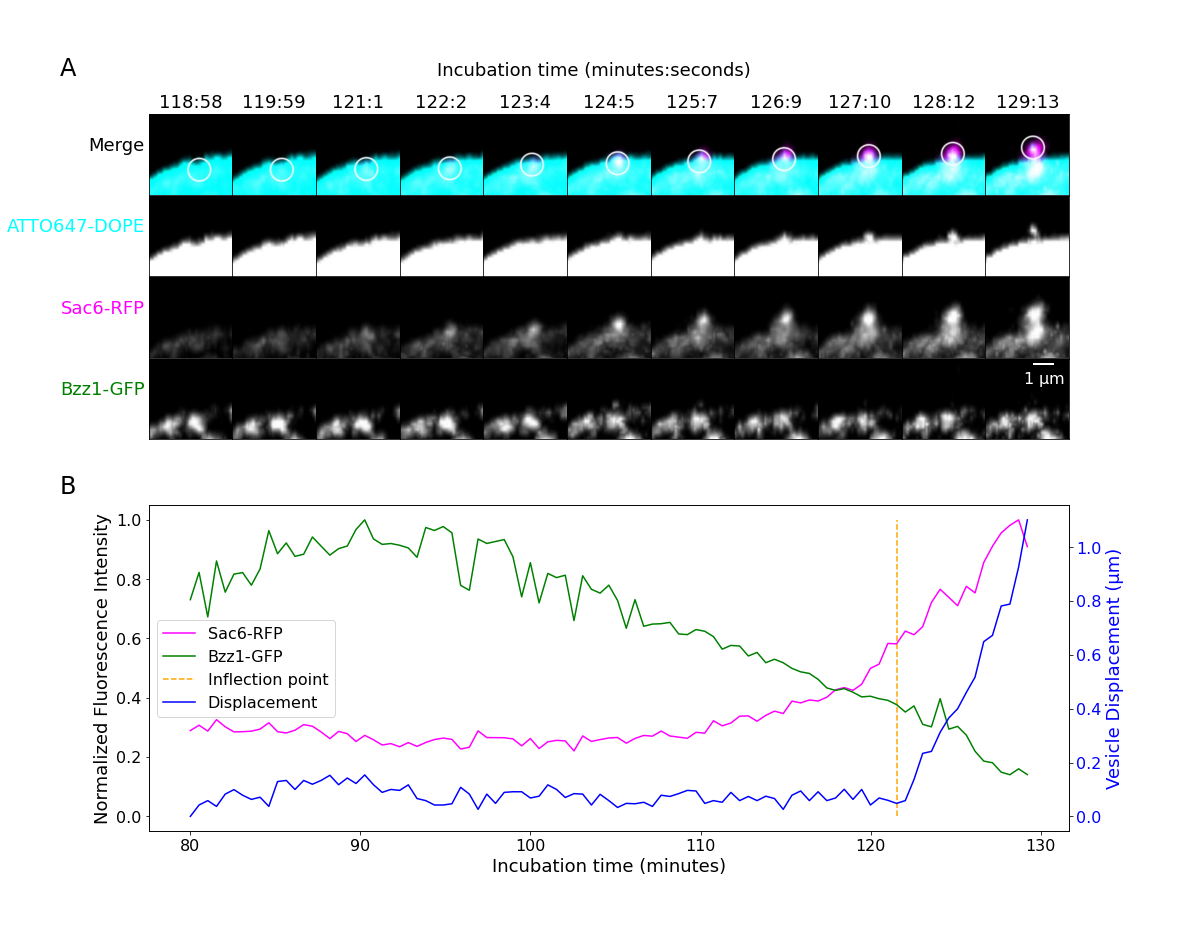 A
Incubation time (minutes:seconds)
118:58 119:59 121:1 122:2 123:4 124:5 125:7 126:9 127:10 128:12 129:13
Merge
ATTO647-DOPE
Sac6-RFP
Bzz1-GFP
1 µm
B
Normalized Fluorescence Intensity
1.0
0.8
0.6
0.4
0.2
0.0
Sac6-RFP
Bzz1-GFP
Inflection point
Displacement
1.0
0.8
0.6
0.4
0.2
0.0
Vesicle Displacement (µm)
80 90 100 110 120 130
Incubation time (minutes)